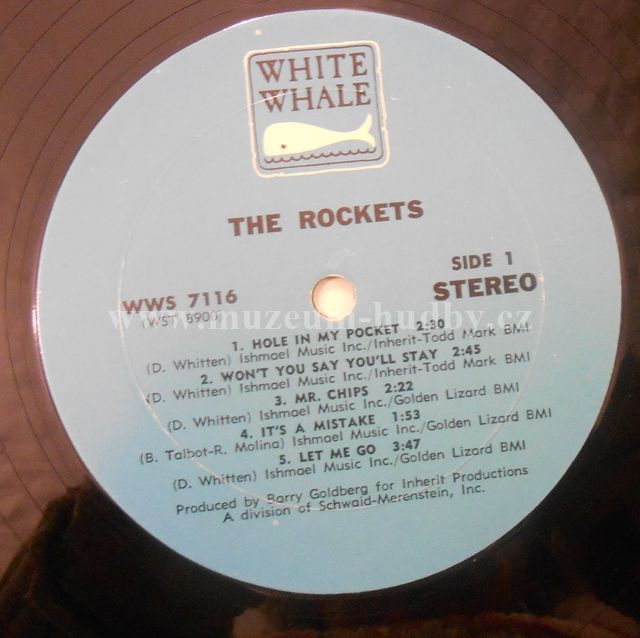 WHITE
WHALE
THE ROCKETS
SIDE 1
WWS 7116
STEREO
(WST 8901)
www.muzeum-hudby.cz
1. HOLE IN MY POCKET 2:30
(D. Whitten) Ishmael Music Inc./Inherit-Todd Mark BMI
2. WON'T YOU SAY YOU'LL STAY 2:45
(D. Whitten) Ishmael Music Inc./Inherit-Todd Mark BMI
3. MR. CHIPS 2:22
(D. Whitten) Ishmael Music Inc./Golden Lizard BMI
4. IT'S A MISTAKE 1:53
(B. Talbot-R. Molina) Ishmael Music Inc./Golden Lizard BMI
5. LET ME GO 3:47
(D. Whitten) Ishmael Music Inc./Golden Lizard BMI
Produced by Barry Goldberg for Inherit Productions
A division of Schwaid-Merenstein, Inc.